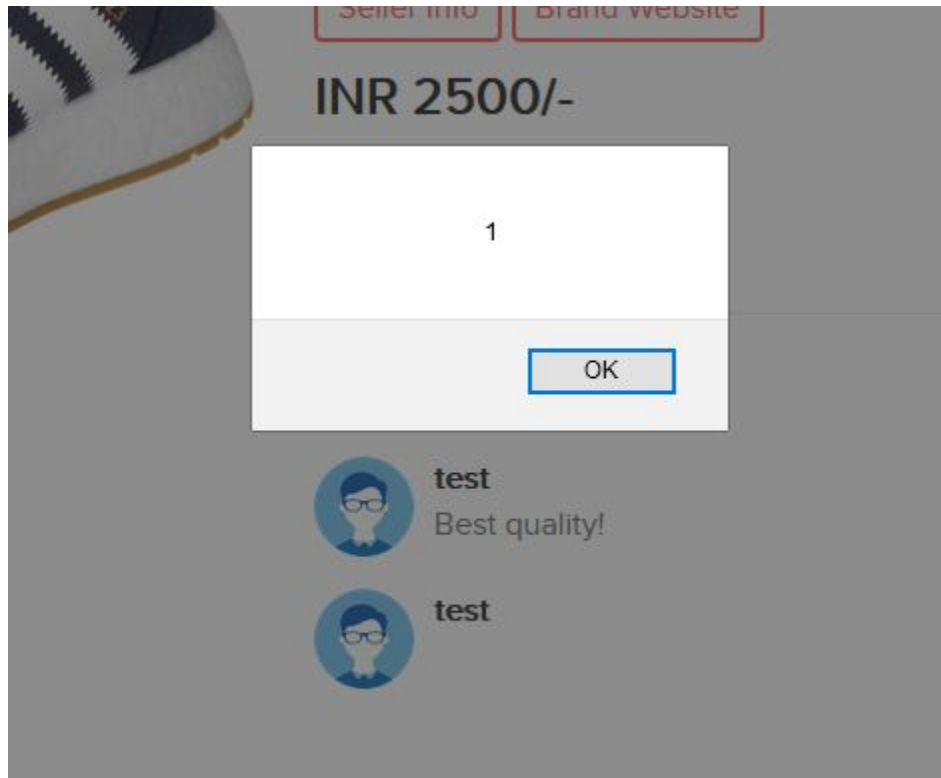 Seller Info Brand Website
INR 2500/-
1
OK
test
Best quality!
test